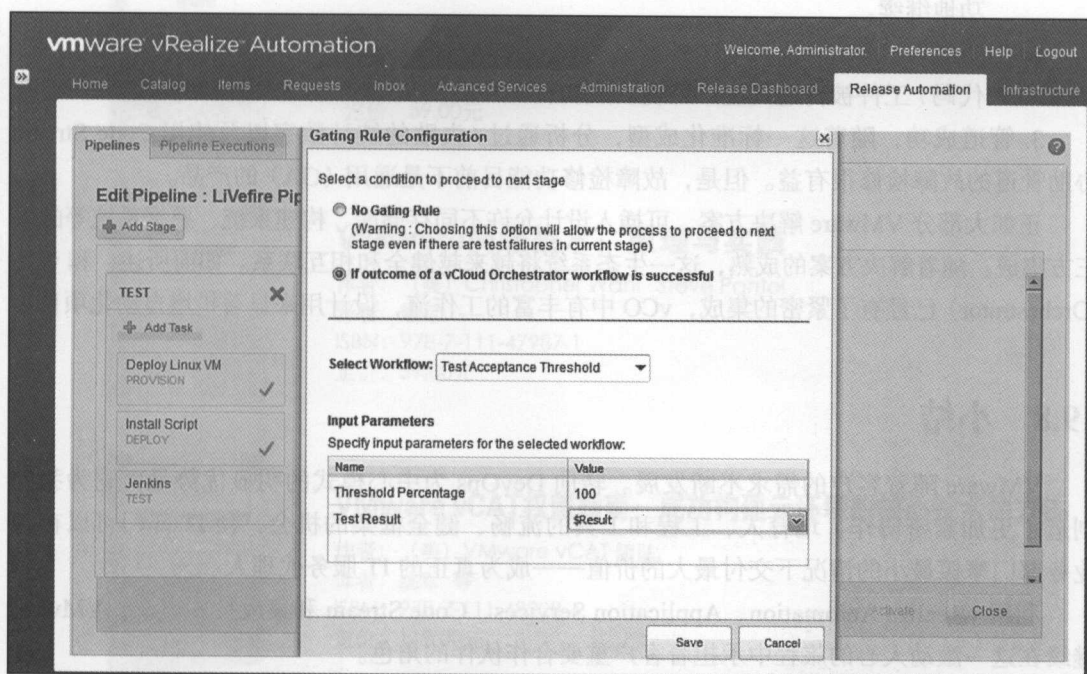 vmware vRealize Automation
Welcome, Administrator. Preferences Help Logout
Home Catalog Items Requests Inbox Advanced Services Administration Release Dashboard Release Automation Infrastructure
Pipelines Pipeline Executions
Edit Pipeline : LiVefire Pip
Add Stage
TEST
Add Task
Deploy Linux VM
PROVISION
Install Script
DEPLOY
Jenkins
TEST
Gating Rule Configuration
Select a condition to proceed to next stage
No Gating Rule
(Warning : Choosing this option will allow the process to proceed to next
stage even if there are test failures in current stage)
If outcome of a vCloud Orchestrator workflow is successful
Select Workflow: Test Acceptance Threshold
Input Parameters
Specify input parameters for the selected workflow:
Name Value
Threshold Percentage 100
Test Result $Result
Activate Close
Save Cancel